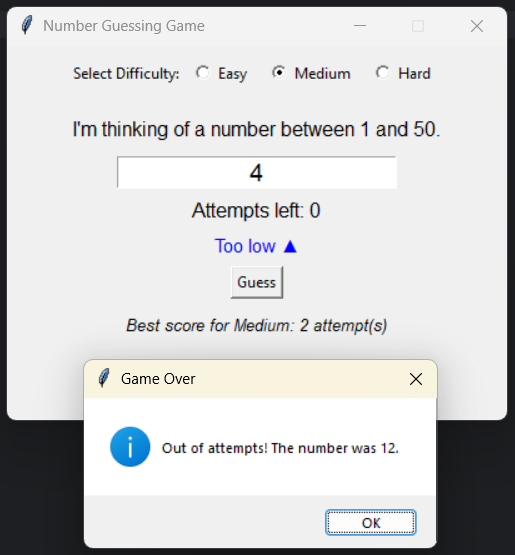 Number Guessing Game
Select Difficulty: Easy Medium Hard
I'm thinking of a number between 1 and 50.
4
Attempts left: 0
Too low ▲
Guess
Best score for Medium: 2 attempt(s)
Game Over
Out of attempts! The number was 12.
OK